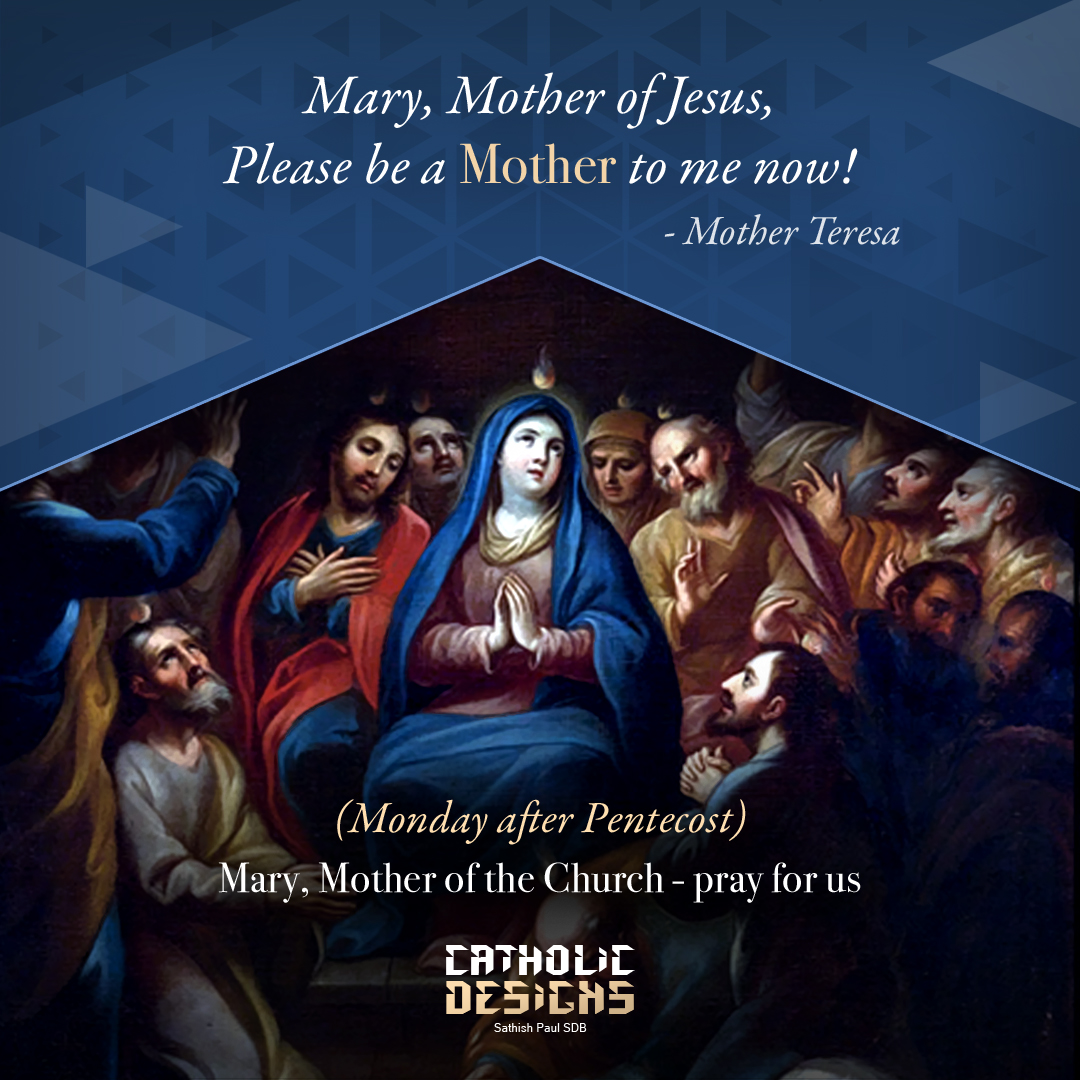 Mary, Mother of Jesus,
Please be a Mother to me now!
- Mother Teresa
(Monday after Pentecost)
Mary, Mother of the Church - pray for us
CATHOLIC
DESIGNS
Sathish Paul SDB